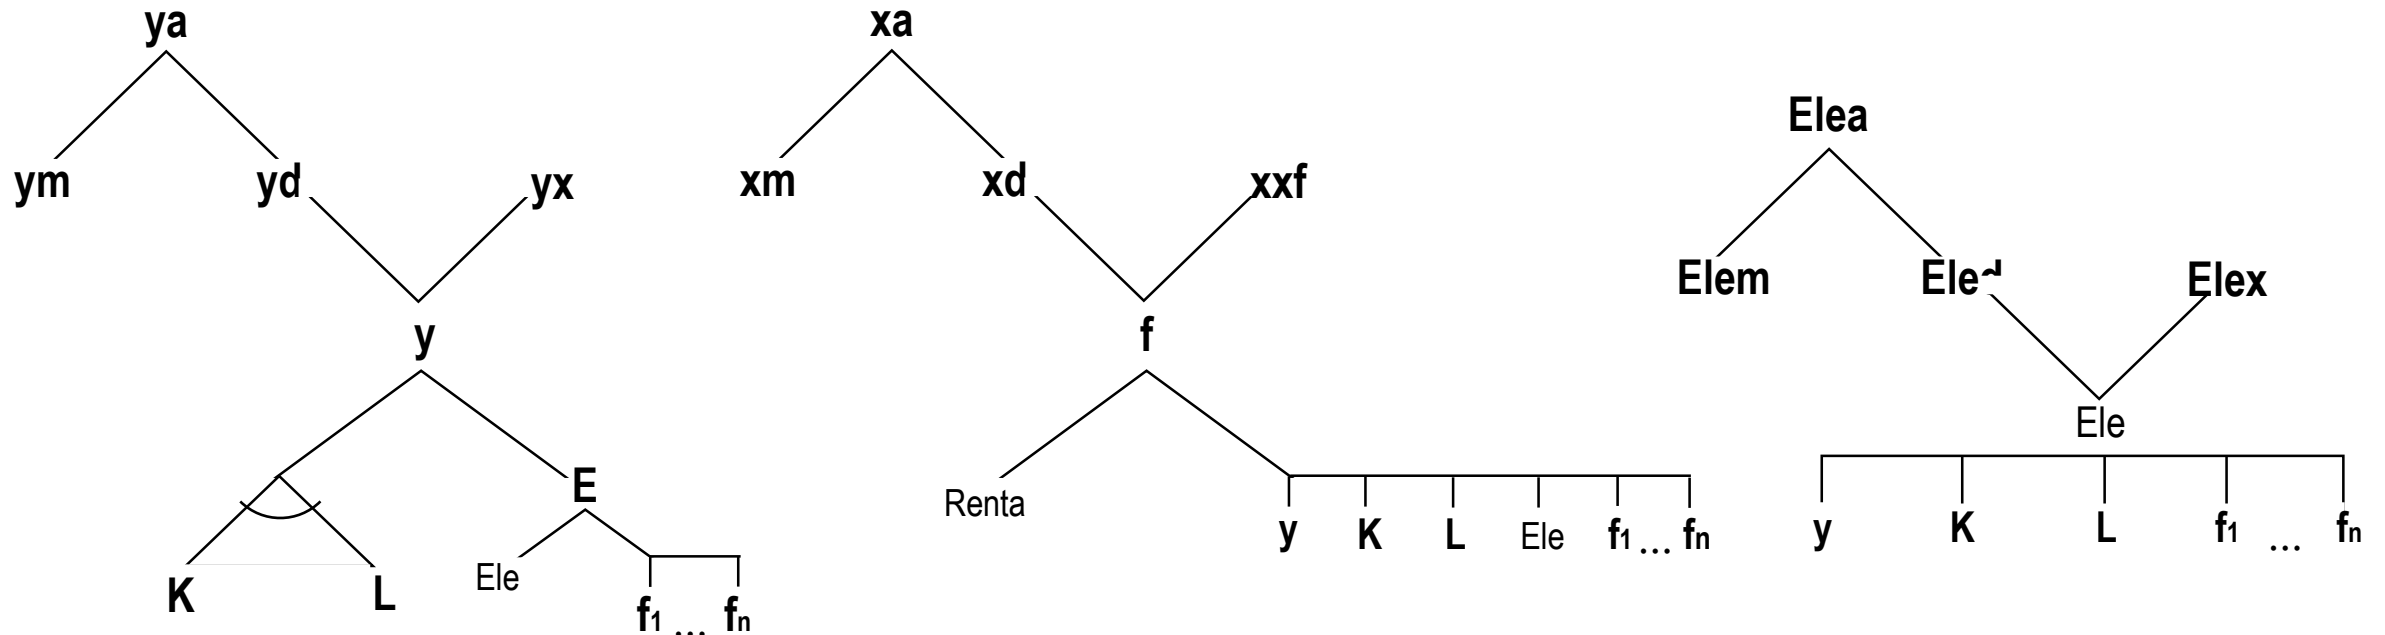 ya
ym yd yx
y
E
K L
Ele
f1 ... fn
xa
xm xd xxf
f
Renta
y K L Ele f1 ... fn
Elea
Elem Eled Elex
Ele
y K L f1 ... fn